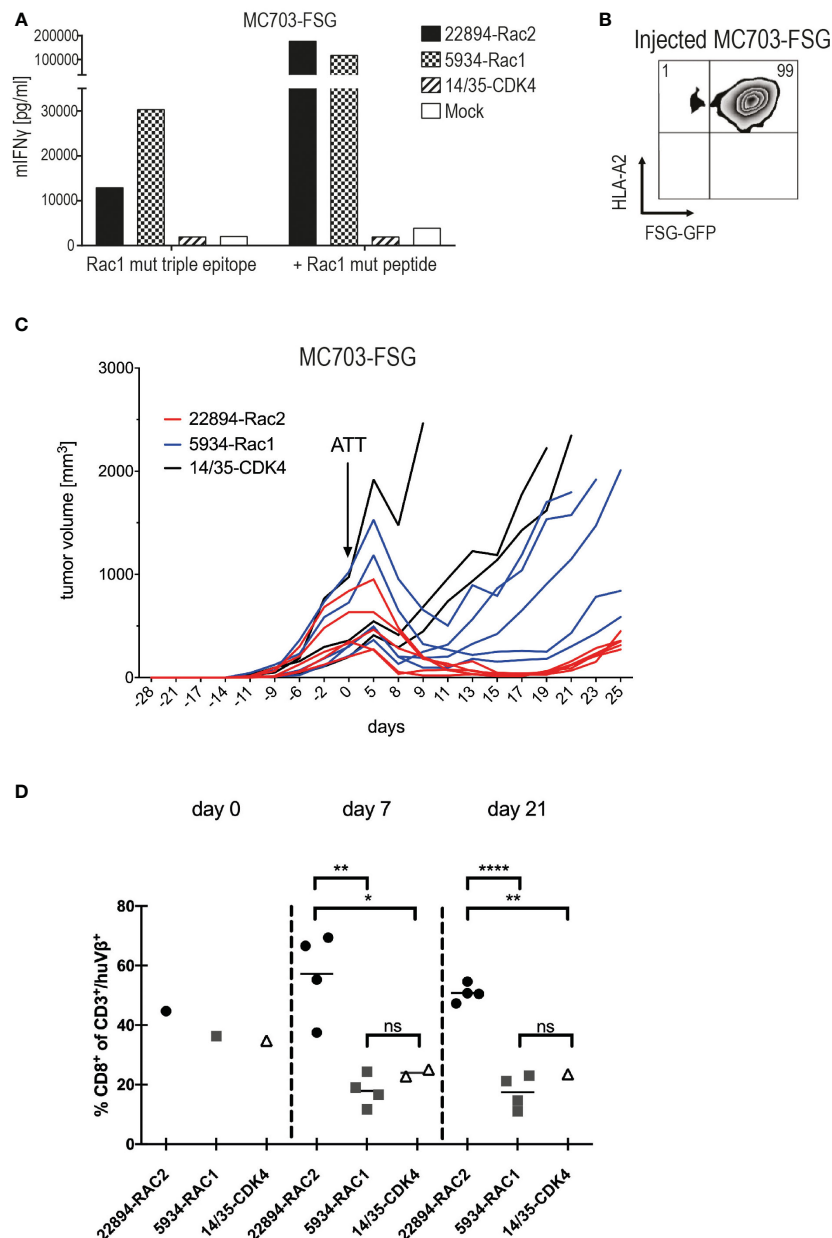 A
MC703-FSG
200000
100000
30000
20000
10000
0
mIFNγ [pg/ml]
Rac1 mut triple epitope
+ Rac1 mut peptide
22894-Rac2
5934-Rac1
14/35-CDK4
Mock
B
Injected MC703-FSG
1
99
HLA-A2
FSG-GFP
C
MC703-FSG
3000
2000
1000
0
tumor volume [mm³]
22894-Rac2
5934-Rac1
14/35-CDK4
ATT
-28 -21 -17 -14 -11 -9 -6 -2 0 5 8 9 11 13 15 17 19 21 23 25
days
D
day 0
day 7
day 21
**
*
ns
****
**
ns
80
60
40
20
0
% CD8⁺ of CD3⁺/huVβ⁺
22894-RAC2
5934-RAC1
14/35-CDK4
22894-RAC2
5934-RAC1
14/35-CDK4
22894-RAC2
5934-RAC1
14/35-CDK4